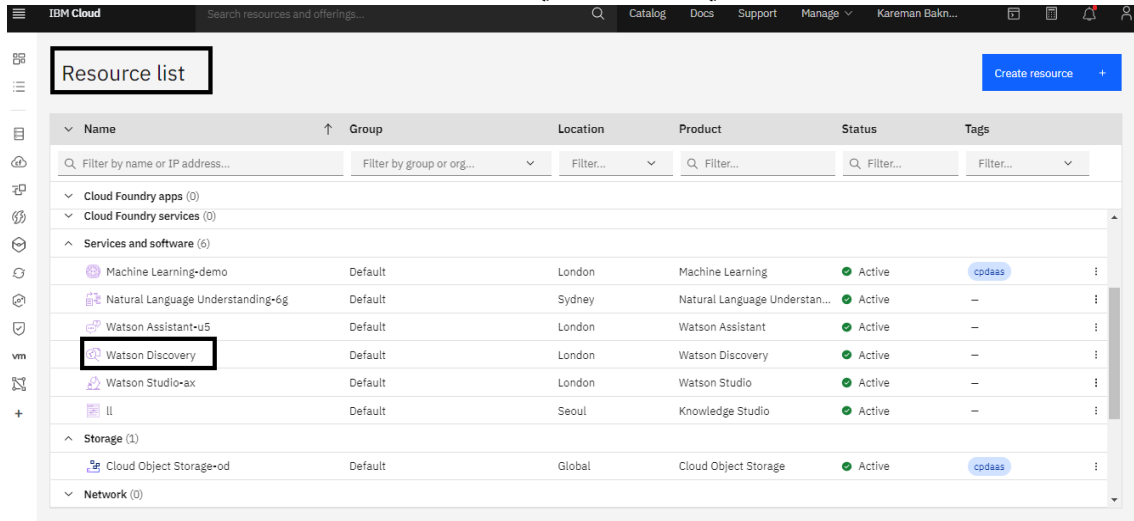 IBM Cloud Search resources and offerings... Catalog Docs Support Manage Kareman Bakn...
Resource list
Create resource +
Name Group Location Product Status Tags
Filter by name or IP address... Filter by group or org... Filter... Filter... Filter... Filter...
Cloud Foundry apps (0)
Cloud Foundry services (0)
Services and software (6)
Machine Learning-demo Default London Machine Learning Active cpdaas
Natural Language Understanding-6g Default Sydney Natural Language Understan... Active –
Watson Assistant-u5 Default London Watson Assistant Active –
Watson Discovery Default London Watson Discovery Active –
Watson Studio-ax Default London Watson Studio Active –
vm
ll Default Seoul Knowledge Studio Active –
Storage (1)
Cloud Object Storage-od Default Global Cloud Object Storage Active cpdaas
Network (0)